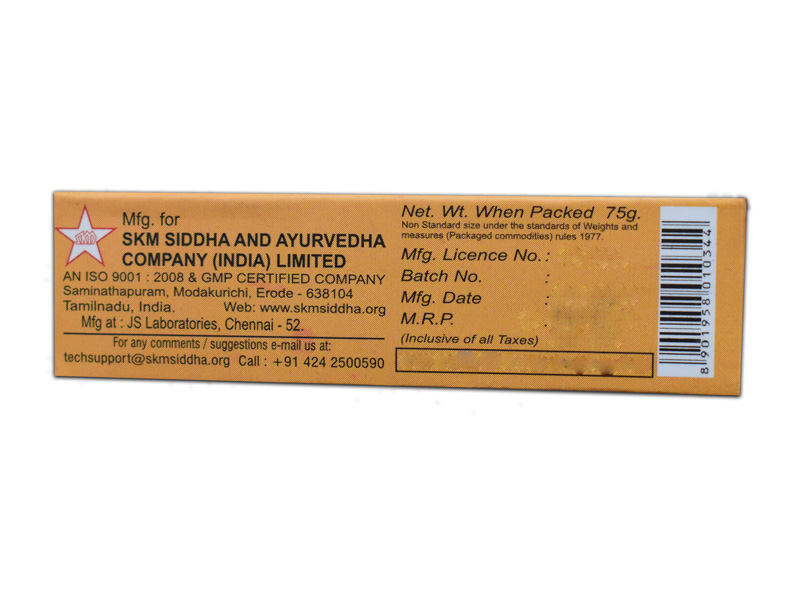 skm
Mfg. for
SKM SIDDHA AND AYURVEDHA
COMPANY (INDIA) LIMITED
AN ISO 9001 : 2008 & GMP CERTIFIED COMPANY
Saminathapuram, Modakurichi, Erode - 638104
Tamilnadu, India. Web: www.skmsiddha.org
Mfg at : JS Laboratories, Chennai - 52.
For any comments / suggestions e-mail us at:
techsupport@skmsiddha.org Call : +91 424 2500590
Net. Wt. When Packed 75g.
Non Standard size under the standards of Weights and
measures (Packaged commodities) rules 1977.
Mfg. Licence No. :
Batch No. :
Mfg. Date :
M.R.P. :
(Inclusive of all Taxes)
8 901958 010344